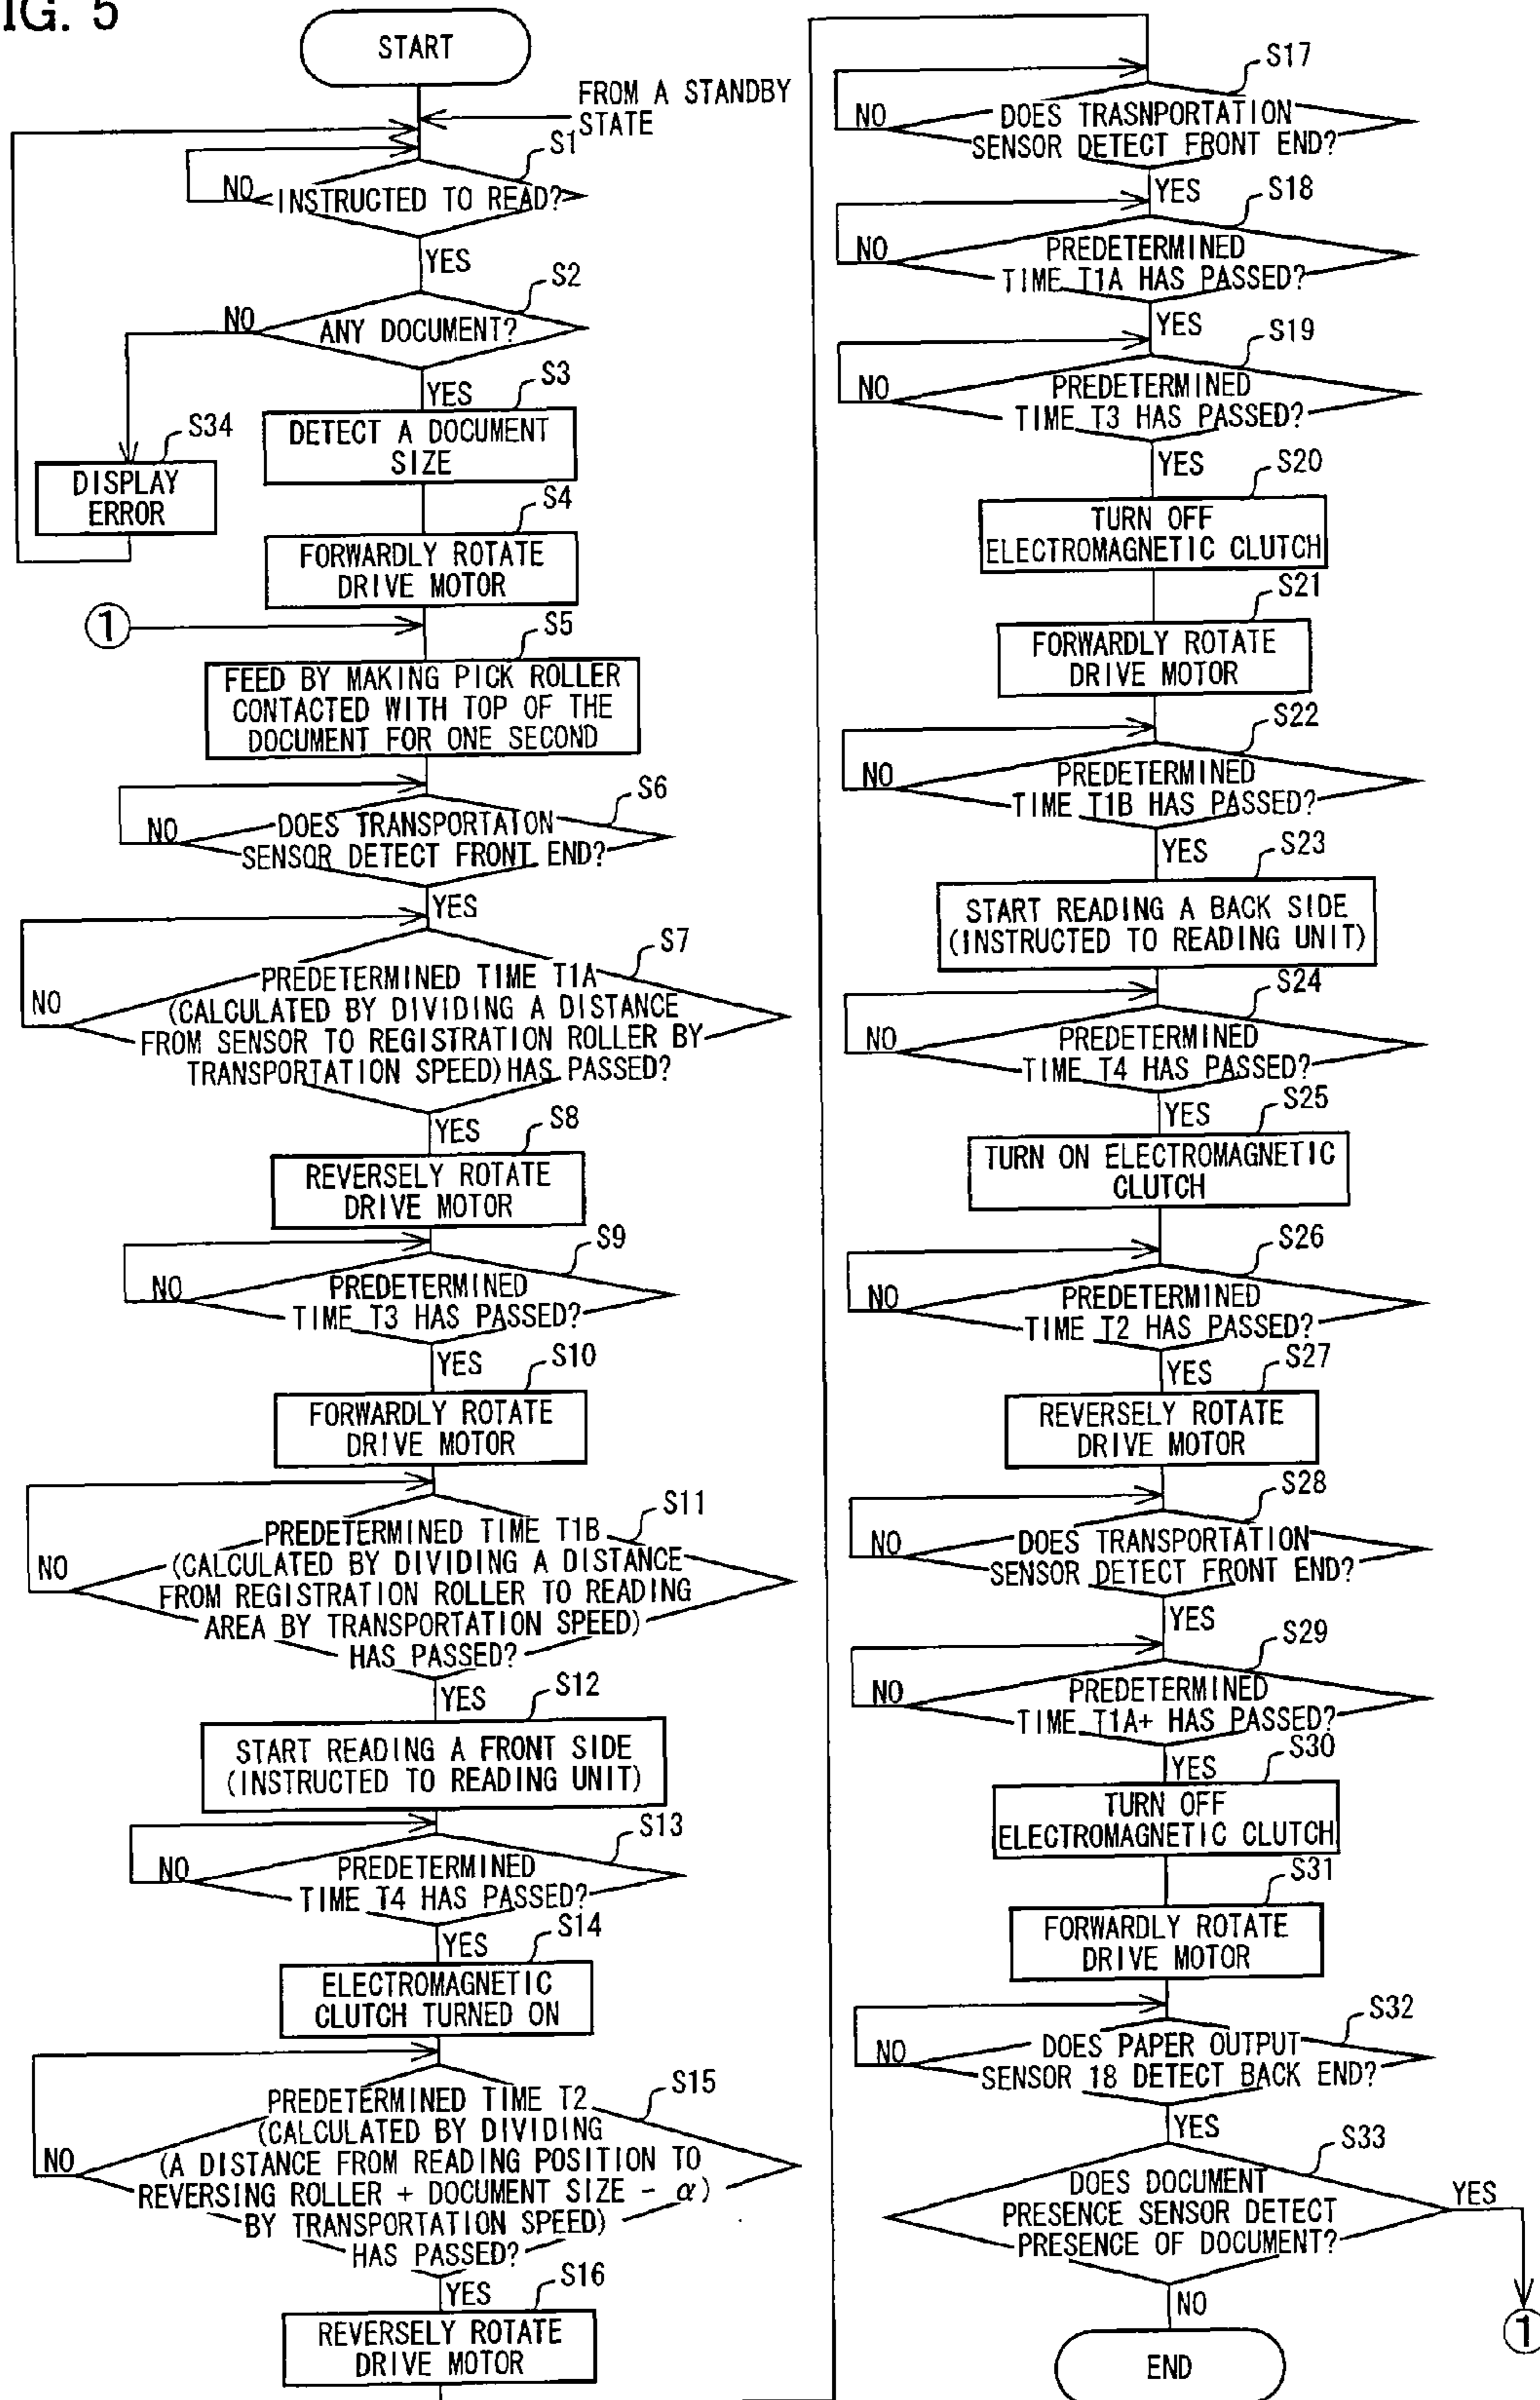 IG. 5
START
FROM A STANDBY
STATE
S1
NO
INSTRUCTED TO READ?
YES
S2
NO
ANY DOCUMENT?
YES
S3
DETECT A DOCUMENT
SIZE
S34
DISPLAY
ERROR
S4
FORWARDLY ROTATE
DRIVE MOTOR
1
S5
FEED BY MAKING PICK ROLLER
CONTACTED WITH TOP OF THE
DOCUMENT FOR ONE SECOND
S6
NO
DOES TRANSPORTATON
SENSOR DETECT FRONT END?
YES
S7
NO
PREDETERMINED TIME T1A
(CALCULATED BY DIVIDING A DISTANCE
FROM SENSOR TO REGISTRATION ROLLER BY
TRANSPORTATION SPEED) HAS PASSED?
YES
S8
REVERSELY ROTATE
DRIVE MOTOR
S9
NO
PREDETERMINED
TIME T3 HAS PASSED?
YES
S10
FORWARDLY ROTATE
DRIVE MOTOR
S11
NO
PREDETERMINED TIME T1B
(CALCULATED BY DIVIDING A DISTANCE
FROM REGISTRATION ROLLER TO READING
AREA BY TRANSPORTATION SPEED)
HAS PASSED?
YES
S12
START READING A FRONT SIDE
(INSTRUCTED TO READING UNIT)
S13
NO
PREDETERMINED
TIME T4 HAS PASSED?
YES
S14
ELECTROMAGNETIC
CLUTCH TURNED ON
S15
NO
PREDETERMINED TIME T2
(CALCULATED BY DIVIDING
(A DISTANCE FROM READING POSITION TO
REVERSING ROLLER + DOCUMENT SIZE - α)
BY TRANSPORTATION SPEED)
HAS PASSED?
YES
S16
REVERSELY ROTATE
DRIVE MOTOR
S17
NO
DOES TRASNPORTATION
SENSOR DETECT FRONT END?
YES
S18
NO
PREDETERMINED
TIME T1A HAS PASSED?
YES
S19
NO
PREDETERMINED
TIME T3 HAS PASSED?
YES
S20
TURN OFF
ELECTROMAGNETIC CLUTCH
S21
FORWARDLY ROTATE
DRIVE MOTOR
S22
NO
PREDETERMINED
TIME T1B HAS PASSED?
YES
S23
START READING A BACK SIDE
(INSTRUCTED TO READING UNIT)
S24
NO
PREDETERMINED
TIME T4 HAS PASSED?
YES
S25
TURN ON ELECTROMAGNETIC
CLUTCH
S26
NO
PREDETERMINED
TIME T2 HAS PASSED?
YES
S27
REVERSELY ROTATE
DRIVE MOTOR
S28
NO
DOES TRANSPORTATION
SENSOR DETECT FRONT END?
YES
S29
NO
PREDETERMINED
TIME T1A+ HAS PASSED?
YES
S30
TURN OFF
ELECTROMAGNETIC CLUTCH
S31
FORWARDLY ROTATE
DRIVE MOTOR
S32
NO
DOES PAPER OUTPUT
SENSOR 18 DETECT BACK END?
YES
S33
DOES DOCUMENT
PRESENCE SENSOR DETECT
PRESENCE OF DOCUMENT?
YES
NO
1
END